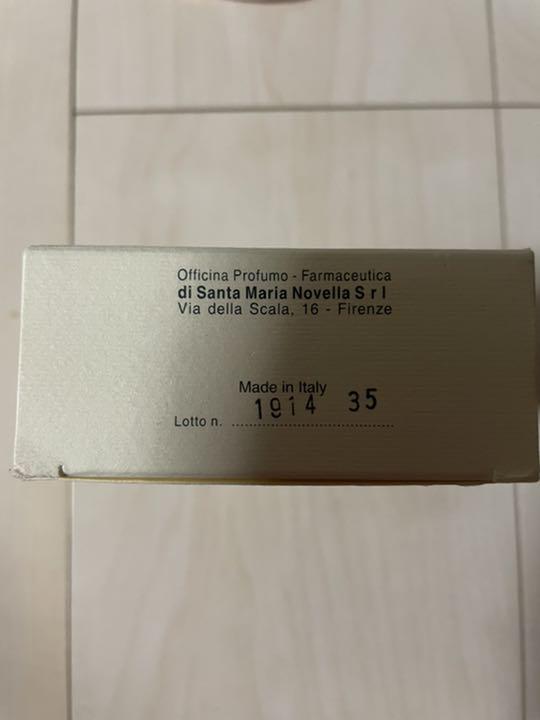 Officina Profumo - Farmaceutica
di Santa Maria Novella S r l
Via della Scala, 16 - Firenze
Made in Italy
Lotto n. 1914 35